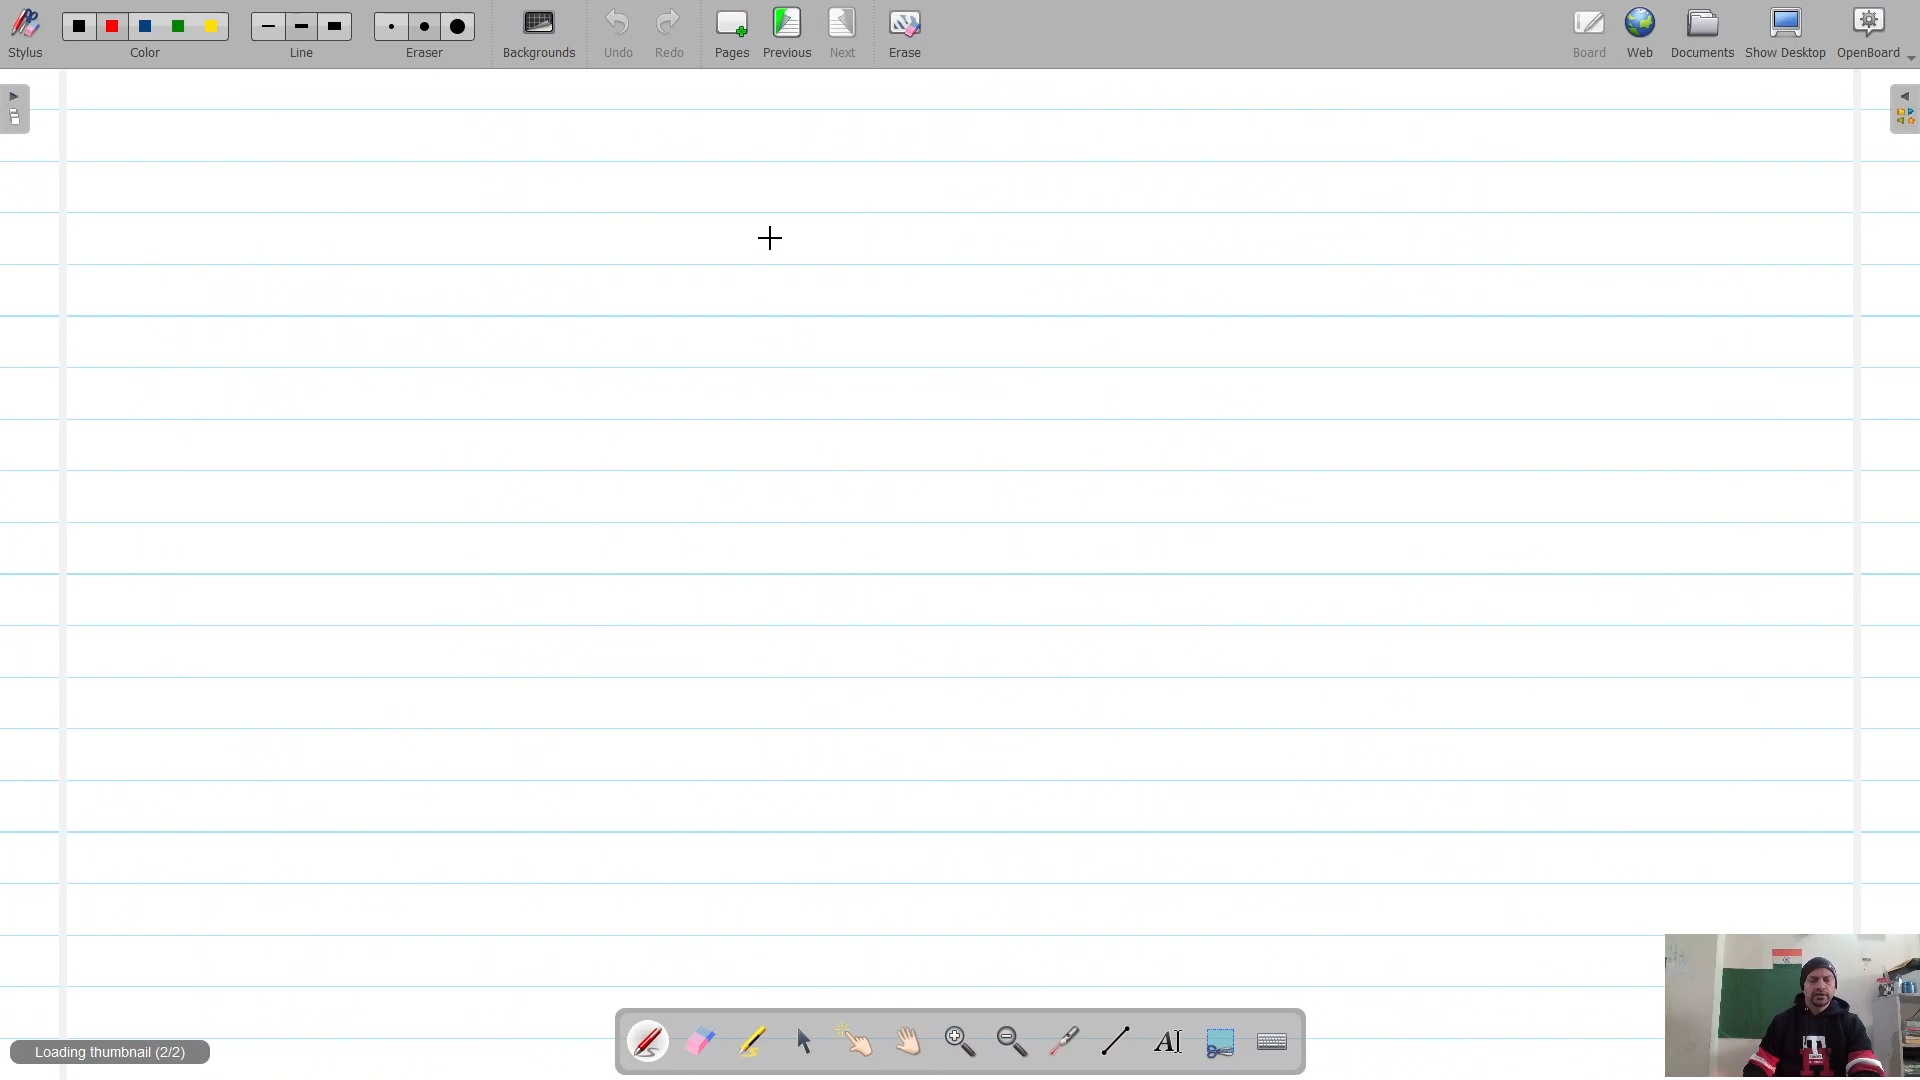 Stylus
Color
Line
Eraser
Backgrounds
Undo
Redo
Pages
Previous
Next
Erase
Board
Web
Documents
Show Desktop
OpenBoard
Loading thumbnail (2/2)